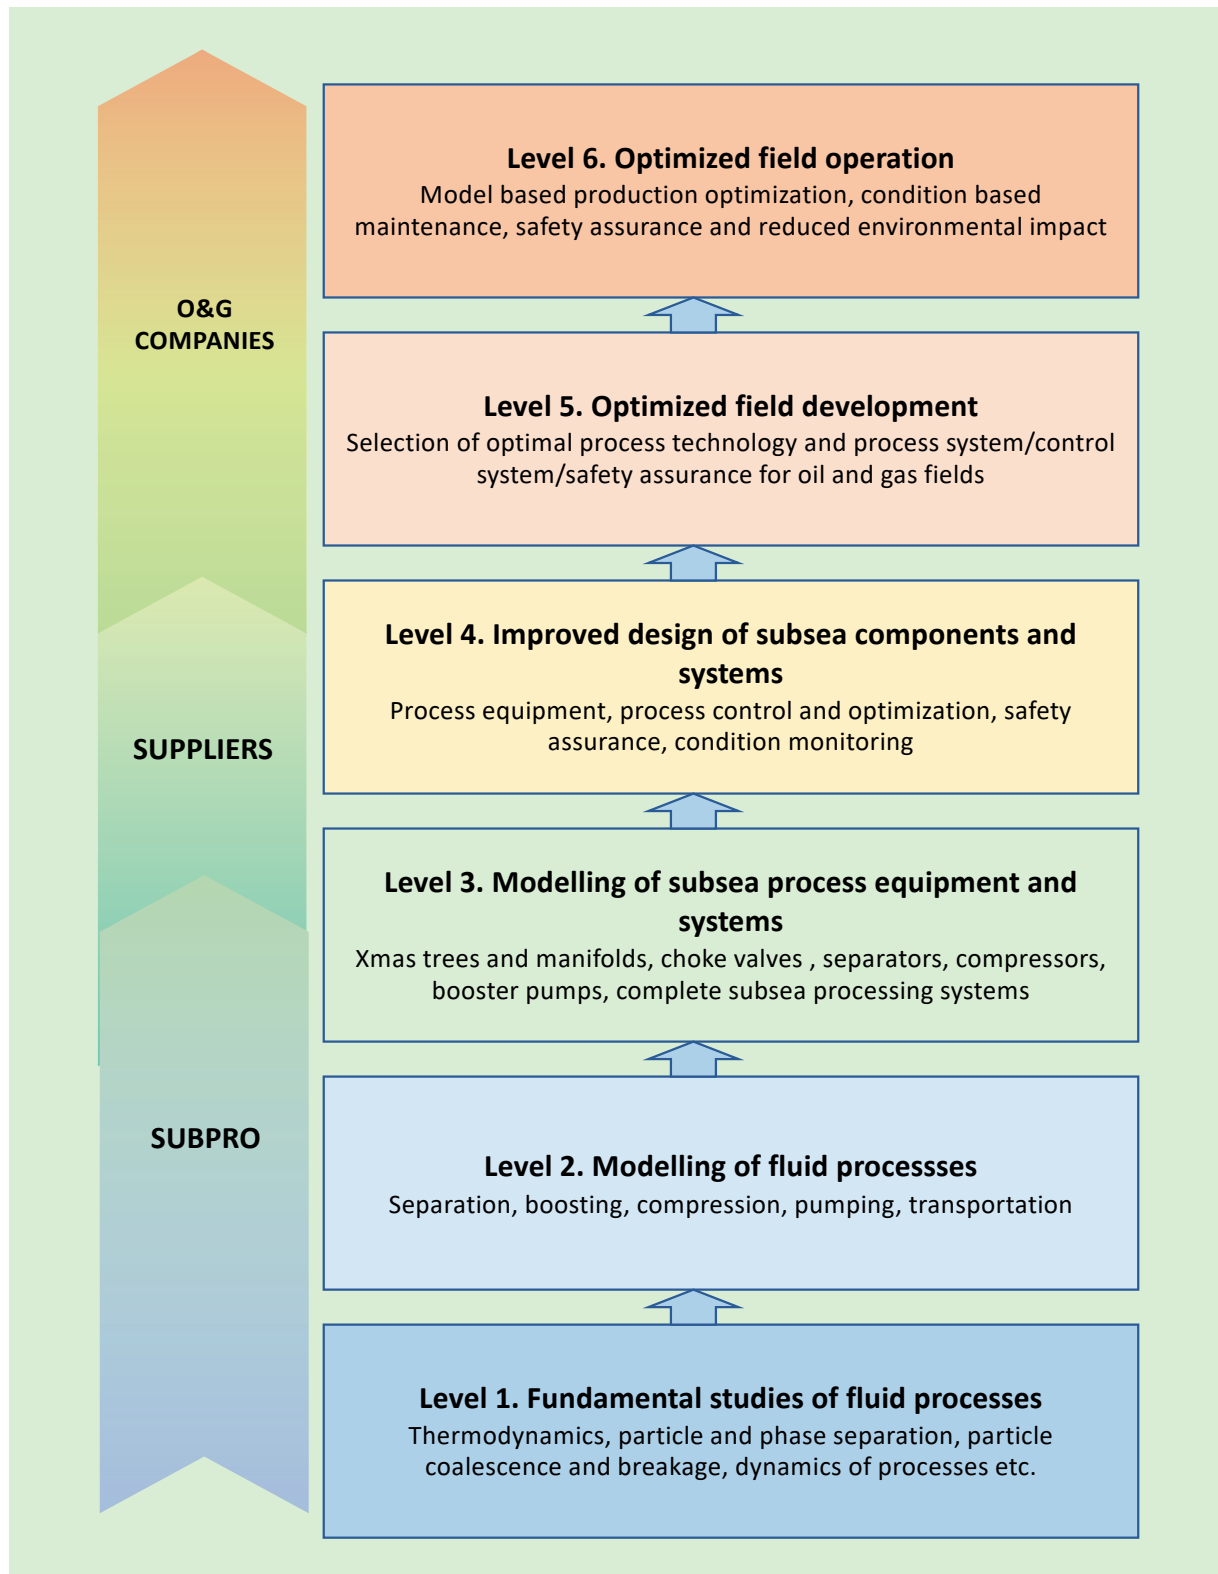 Level 6. Optimized field operation
Model based production optimization, condition based
maintenance, safety assurance and reduced environmental impact
O&G
COMPANIES
Level 5. Optimized field development
Selection of optimal process technology and process system/control
system/safety assurance for oil and gas fields
Level 4. Improved design of subsea components and
systems
Process equipment, process control and optimization, safety
assurance, condition monitoring
SUPPLIERS
Level 3. Modelling of subsea process equipment and
systems
Xmas trees and manifolds, choke valves , separators, compressors,
booster pumps, complete subsea processing systems
SUBPRO
Level 2. Modelling of fluid processses
Separation, boosting, compression, pumping, transportation
Level 1. Fundamental studies of fluid processes
Thermodynamics, particle and phase separation, particle
coalescence and breakage, dynamics of processes etc.